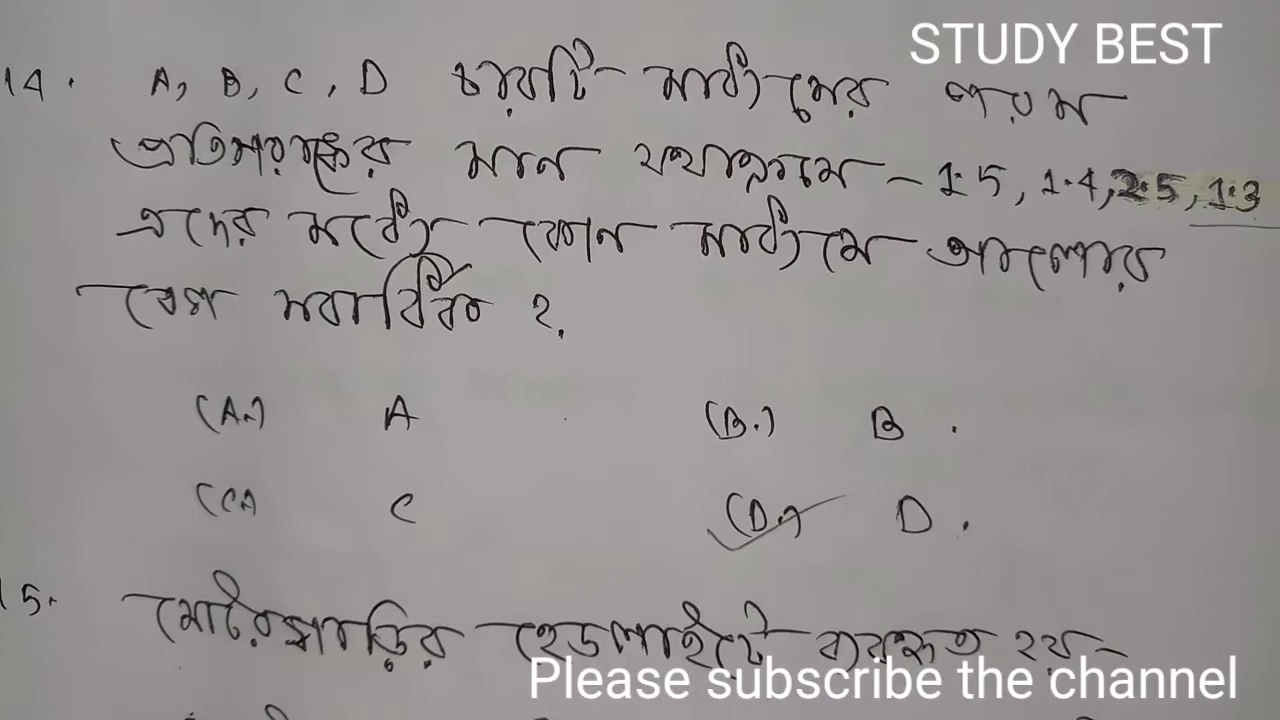 STUDY BEST
14. A, B, C, D চারটি মাধ্যমের পরম
প্রতিসরাঙ্কের মান যথাক্রমে - 1.5, 1.4, 2.5, 1.3
এদের মধ্যে কোন মাধ্যমে আলোর
বেগ সর্বাধিক ?
(A.) A (B.) B.
(C) C (D.) D.
15. মোটরগাড়ির হেডলাইটে ব্যবহৃত হয় -
Please subscribe the channel